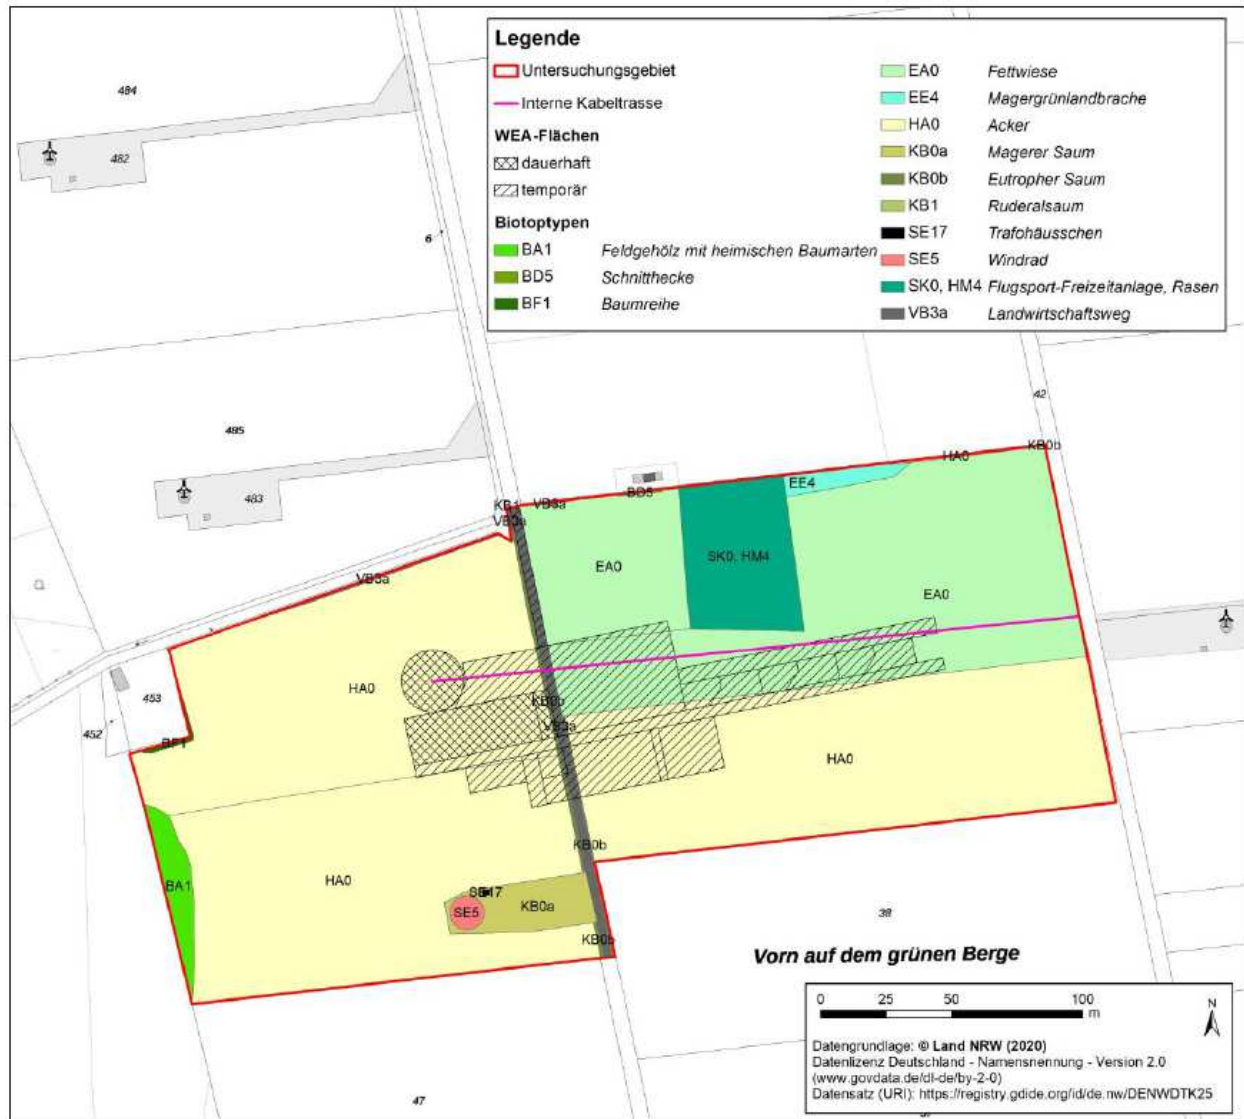 Legende
Untersuchungsgebiet
Interne Kabeltrasse
WEA-Flächen
dauerhaft
temporär
Biotoptypen
BA1 Feldgehölz mit heimischen Baumarten
BD5 Schnitthecke
BF1 Baumreihe
EA0 Fettwiese
EE4 Magergrünlandbrache
HA0 Acker
KB0a Magerer Saum
KB0b Eutropher Saum
KB1 Ruderalsaum
SE17 Trafohäusschen
SE5 Windrad
SK0, HM4 Flugsport-Freizeitanlage, Rasen
VB3a Landwirtschaftsweg
484
482
6
42
485
483
KB0b
HA0
EE4
BD5
KB1
VB3a
VB3a
SK0, HM4
EA0
VB3a
EA0
453
HA0
KB0b
452
BF1
VB3a
HA0
KB0b
BA1
HA0
SE17
SE5
KB0a
38
KB0b
Vorn auf dem grünen Berge
47
0 25 50 100
m
N
Datengrundlage: © Land NRW (2020)
Datenlizenz Deutschland - Namensnennung - Version 2.0
(www.govdata.de/dl-de/by-2-0)
Datensatz (URI): https://registry.gdide.org/id/de.nw/DENWDTK25